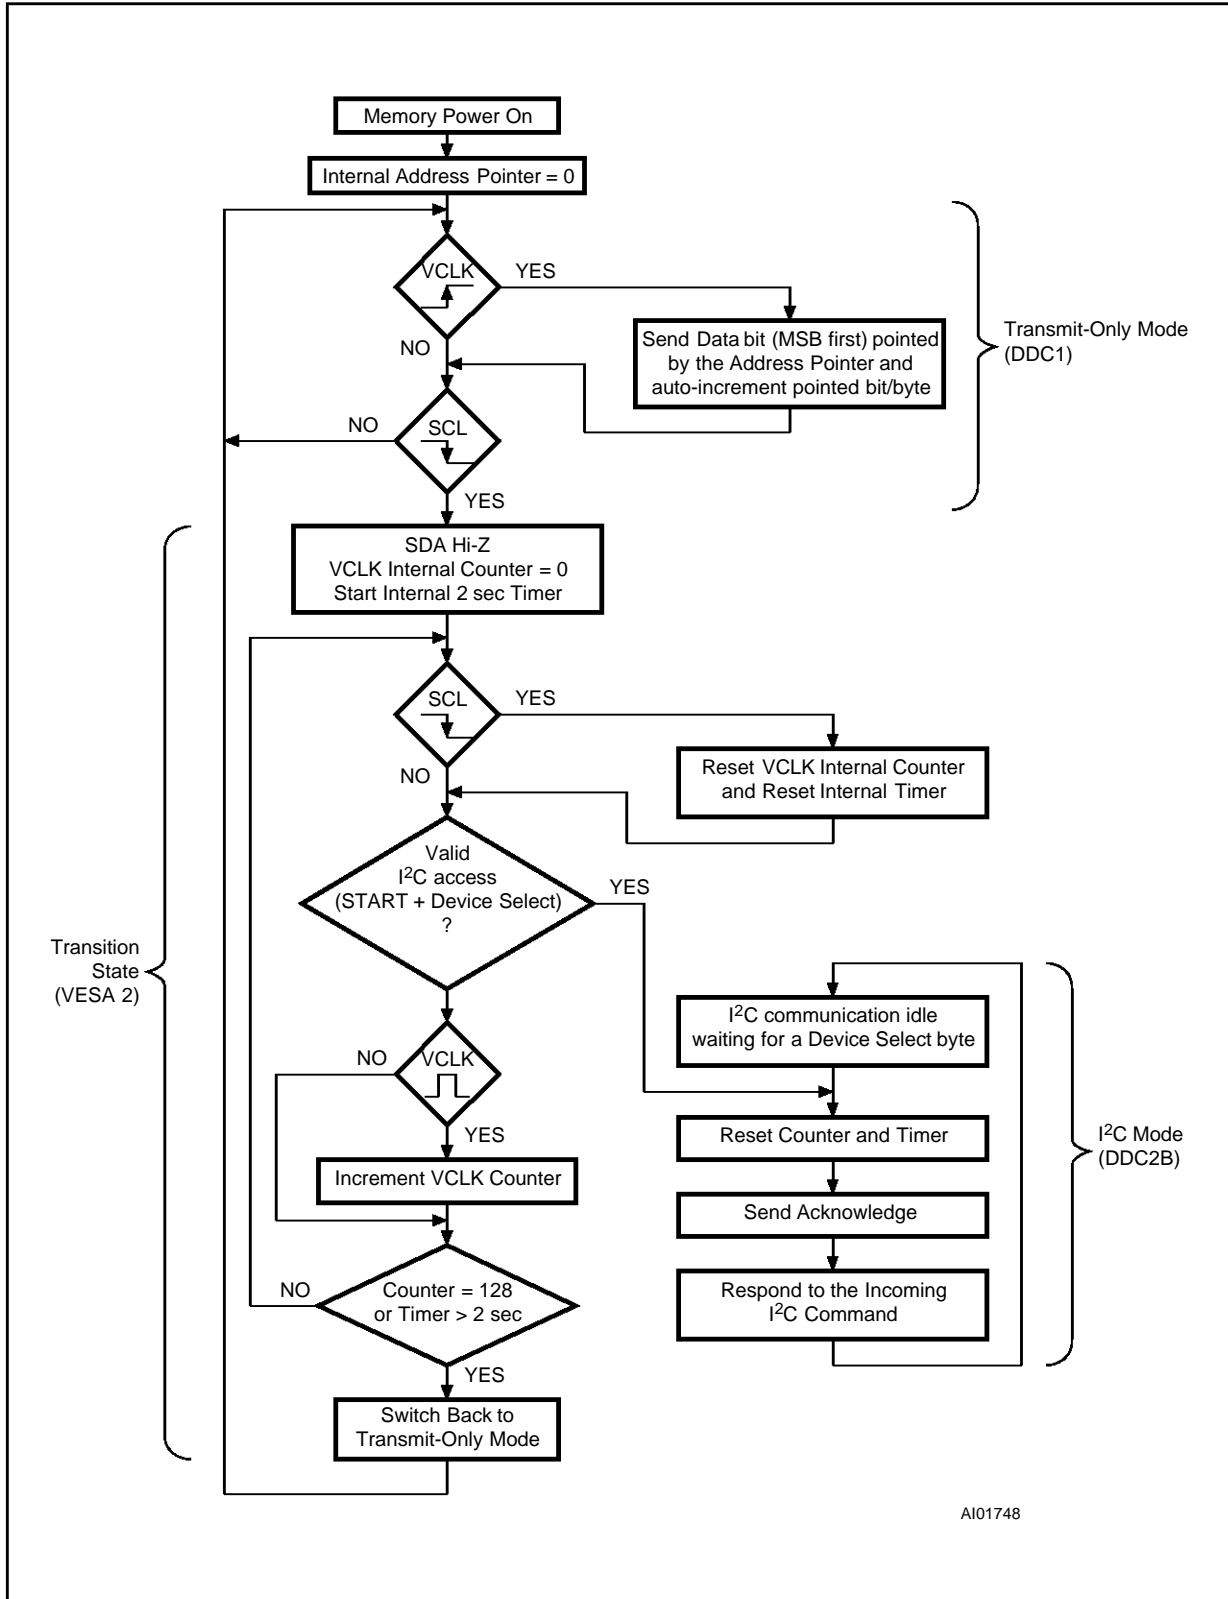 Memory Power On
Internal Address Pointer = 0
VCLK
YES
Send Data bit (MSB first) pointed
by the Address Pointer and
auto-increment pointed bit/byte
Transmit-Only Mode
(DDC1)
NO
NO
SCL
YES
SDA Hi-Z
VCLK Internal Counter = 0
Start Internal 2 sec Timer
SCL
YES
Reset VCLK Internal Counter
and Reset Internal Timer
NO
Valid
I²C access
(START + Device Select)
?
YES
Transition
State
(VESA 2)
I²C communication idle
waiting for a Device Select byte
NO
VCLK
YES
Reset Counter and Timer
I²C Mode
(DDC2B)
Increment VCLK Counter
Send Acknowledge
NO
Counter = 128
or Timer > 2 sec
Respond to the Incoming
I²C Command
YES
Switch Back to
Transmit-Only Mode
AI01748